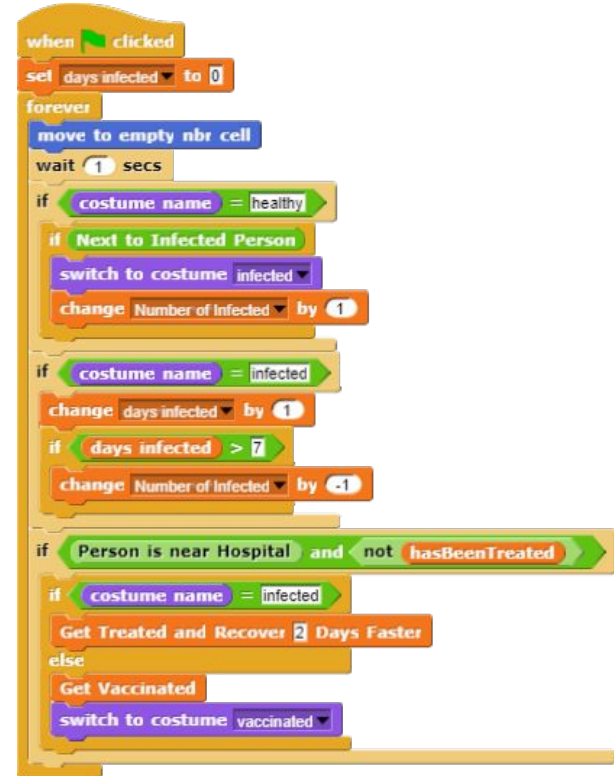 when clicked
set days infected to 0
forever
move to empty nbr cell
wait 1 secs
if costume name = healthy
if Next to Infected Person
switch to costume infected
change Number of Infected by 1
if costume name = infected
change days infected by 1
if days infected > 7
change Number of Infected by -1
if Person is near Hospital and not hasBeenTreated
if costume name = infected
Get Treated and Recover 2 Days Faster
else
Get Vaccinated
switch to costume vaccinated